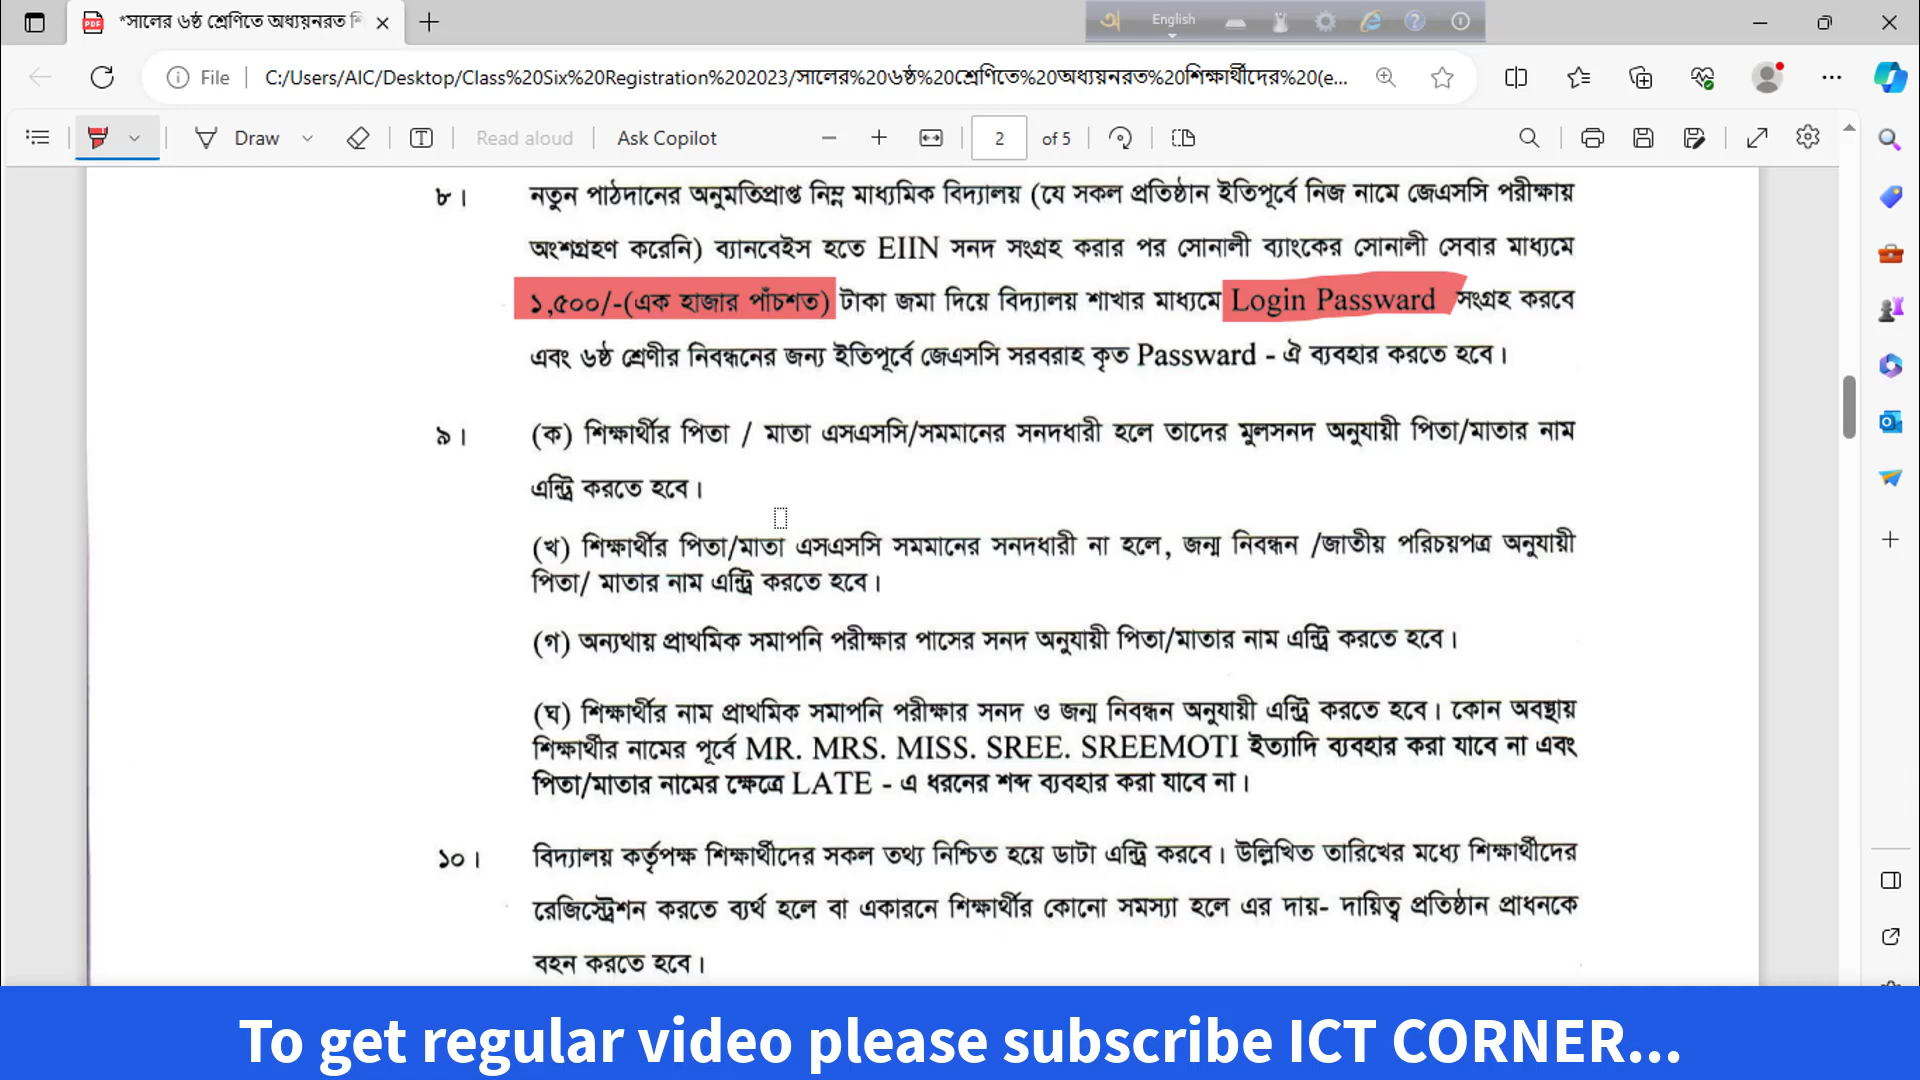 *সালের ৬ষ্ঠ শ্রেণিতে অধ্যয়নরত শি
English
File
C:/Users/AIC/Desktop/Class%20Six%20Registration%202023/সালের%20৬ষ্ঠ%20শ্রেণিতে%20অধ্যয়নরত%20শিক্ষার্থীদের%20(e...
Draw
Read aloud
Ask Copilot
2 of 5
৮। নতুন পাঠদানের অনুমতিপ্রাপ্ত নিম্ন মাধ্যমিক বিদ্যালয় (যে সকল প্রতিষ্ঠান ইতিপূর্বে নিজ নামে জেএসসি পরীক্ষায়
অংশগ্রহণ করেনি) ব্যানবেইস হতে EIIN সনদ সংগ্রহ করার পর সোনালী ব্যাংকের সোনালী সেবার মাধ্যমে
১,৫০০/-(এক হাজার পাঁচশত) টাকা জমা দিয়ে বিদ্যালয় শাখার মাধ্যমে Login Passward সংগ্রহ করবে
এবং ৬ষ্ঠ শ্রেণীর নিবন্ধনের জন্য ইতিপূর্বে জেএসসি সরবরাহ কৃত Passward - ঐ ব্যবহার করতে হবে।
৯। (ক) শিক্ষার্থীর পিতা / মাতা এসএসসি/সমমানের সনদধারী হলে তাদের মুলসনদ অনুযায়ী পিতা/মাতার নাম
এন্ট্রি করতে হবে।
(খ) শিক্ষার্থীর পিতা/মাতা এসএসসি সমমানের সনদধারী না হলে, জন্ম নিবন্ধন /জাতীয় পরিচয়পত্র অনুযায়ী
পিতা/ মাতার নাম এন্ট্রি করতে হবে।
(গ) অন্যথায় প্রাথমিক সমাপনি পরীক্ষার পাসের সনদ অনুযায়ী পিতা/মাতার নাম এন্ট্রি করতে হবে।
(ঘ) শিক্ষার্থীর নাম প্রাথমিক সমাপনি পরীক্ষার সনদ ও জন্ম নিবন্ধন অনুযায়ী এন্ট্রি করতে হবে। কোন অবস্থায়
শিক্ষার্থীর নামের পূর্বে MR. MRS. MISS. SREE. SREEMOTI ইত্যাদি ব্যবহার করা যাবে না এবং
পিতা/মাতার নামের ক্ষেত্রে LATE - এ ধরনের শব্দ ব্যবহার করা যাবে না।
১০। বিদ্যালয় কর্তৃপক্ষ শিক্ষার্থীদের সকল তথ্য নিশ্চিত হয়ে ডাটা এন্ট্রি করবে। উল্লিখিত তারিখের মধ্যে শিক্ষার্থীদের
রেজিস্ট্রেশন করতে ব্যর্থ হলে বা একারনে শিক্ষার্থীর কোনো সমস্যা হলে এর দায়- দায়িত্ব প্রতিষ্ঠান প্রাধনকে
বহন করতে হবে।
To get regular video please subscribe ICT CORNER...